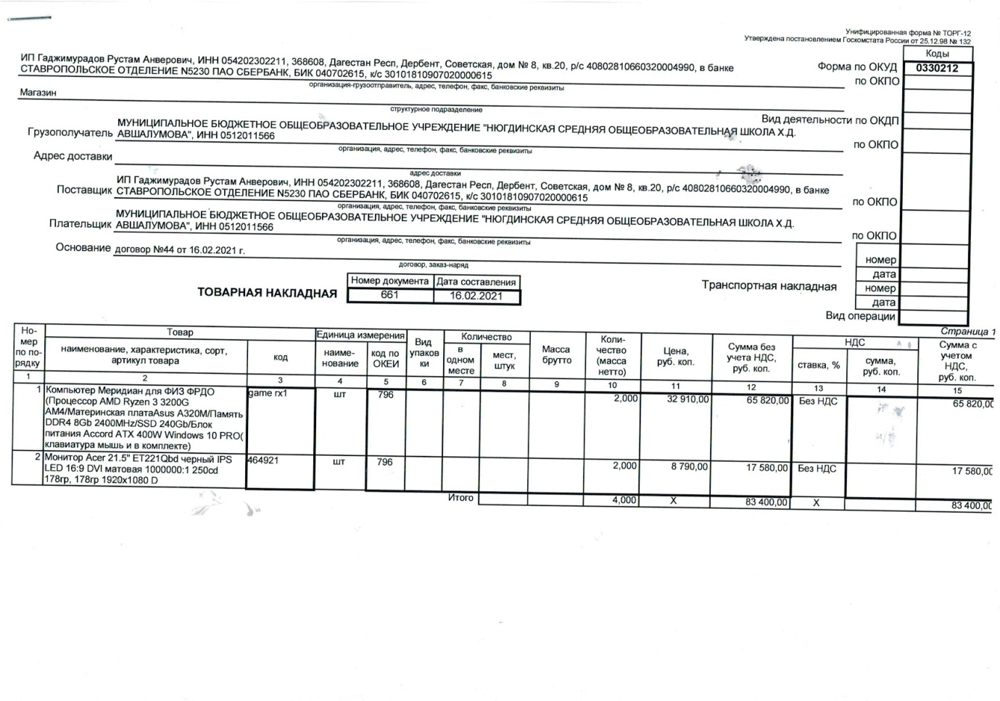 Унифицированная форма № ТОРГ-12
Утверждена постановлением Госкомстата России от 25.12.98 № 132
Коды
Форма по ОКУД 0330212
ИП Гаджимурадов Рустам Анверович, ИНН 054202302211, 368608, Дагестан Респ, Дербент, Советская, дом № 8, кв.20, р/с 40802810660320004990, в банке
СТАВРОПОЛЬСКОЕ ОТДЕЛЕНИЕ N5230 ПАО СБЕРБАНК, БИК 040702615, к/с 30101810907020000615
по ОКПО
организация-грузоотправитель, адрес, телефон, факс, банковские реквизиты
Магазин
структурное подразделение
Вид деятельности по ОКДП
МУНИЦИПАЛЬНОЕ БЮДЖЕТНОЕ ОБЩЕОБРАЗОВАТЕЛЬНОЕ УЧРЕЖДЕНИЕ "НЮГДИНСКАЯ СРЕДНЯЯ ОБЩЕОБРАЗОВАТЕЛЬНАЯ ШКОЛА Х.Д.
Грузополучатель АВШАЛУМОВА", ИНН 0512011566
по ОКПО
организация, адрес, телефон, факс, банковские реквизиты
Адрес доставки
адрес доставки
ИП Гаджимурадов Рустам Анверович, ИНН 054202302211, 368608, Дагестан Респ, Дербент, Советская, дом № 8, кв.20, р/с 40802810660320004990, в банке
Поставщик СТАВРОПОЛЬСКОЕ ОТДЕЛЕНИЕ N5230 ПАО СБЕРБАНК, БИК 040702615, к/с 30101810907020000615
по ОКПО
организация, адрес, телефон, факс, банковские реквизиты
МУНИЦИПАЛЬНОЕ БЮДЖЕТНОЕ ОБЩЕОБРАЗОВАТЕЛЬНОЕ УЧРЕЖДЕНИЕ "НЮГДИНСКАЯ СРЕДНЯЯ ОБЩЕОБРАЗОВАТЕЛЬНАЯ ШКОЛА Х.Д.
Плательщик АВШАЛУМОВА", ИНН 0512011566
по ОКПО
организация, адрес, телефон, факс, банковские реквизиты
Основание договор №44 от 16.02.2021 г.
договор, заказ-наряд
номер
дата
Транспортная накладная номер
дата
Вид операции
Номер документа Дата составления
ТОВАРНАЯ НАКЛАДНАЯ 661 16.02.2021
Страница 1
Но-
мер
по по-
рядку
Товар
наименование, характеристика, сорт,
артикул товара
код
Единица измерения
наиме-
нование
код по
ОКЕИ
Вид
упаков
ки
Количество
в
одном
месте
мест,
штук
Масса
брутто
Коли-
чество
(масса
нетто)
Цена,
руб. коп.
Сумма без
учета НДС,
руб. коп.
НДС
ставка, %
сумма,
руб. коп.
Сумма с
учетом
НДС,
руб. коп.
1 2 3 4 5 6 7 8 9 10 11 12 13 14 15
1 Компьютер Меридиан для ФИЗ ФРДО game rx1 шт 796 2,000 32 910,00 65 820,00 Без НДС 65 820,00
(Процессор AMD Ryzen 3 3200G
AM4/Материнская платаAsus A320M/Память
DDR4 8Gb 2400MHz/SSD 240Gb/Блок
питания Accord ATX 400W Windows 10 PRO(
клавиатура мышь и в комплекте)
2 Монитор Acer 21.5" ET221Qbd черный IPS 464921 шт 796 2,000 8 790,00 17 580,00 Без НДС 17 580,00
LED 16:9 DVI матовая 1000000:1 250cd
178гр, 178гр 1920x1080 D
Итого 4,000 X 83 400,00 X 83 400,00